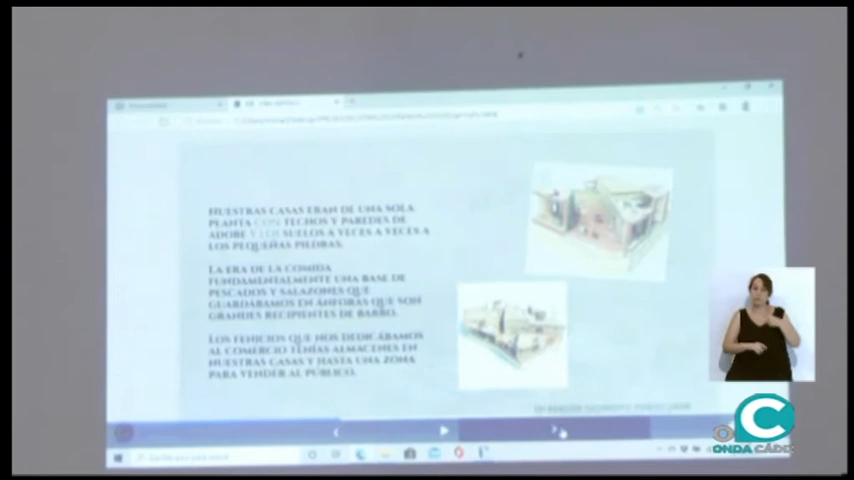 NUESTRAS CASAS ERAN DE UNA SOLA
PLANTA CON TECHOS Y PAREDES DE
ADOBE Y LOS SUELOS A VECES A VECES A
LOS PEQUEÑAS PIEDRAS.
LA ERA DE LA COMIDA
FUNDAMENTALMENTE UNA BASE DE
PESCADOS Y SALAZONES QUE
GUARDÁBAMOS EN ÁNFORAS QUE SON
GRANDES RECIPIENTES DE BARRO.
LOS FENICIOS QUE NOS DEDICÁBAMOS
AL COMERCIO TENÍAS ALMACENES EN
NUESTRAS CASAS Y HASTA UNA ZONA
PARA VENDER AL PÚBLICO.
ONDA CÁDIZ